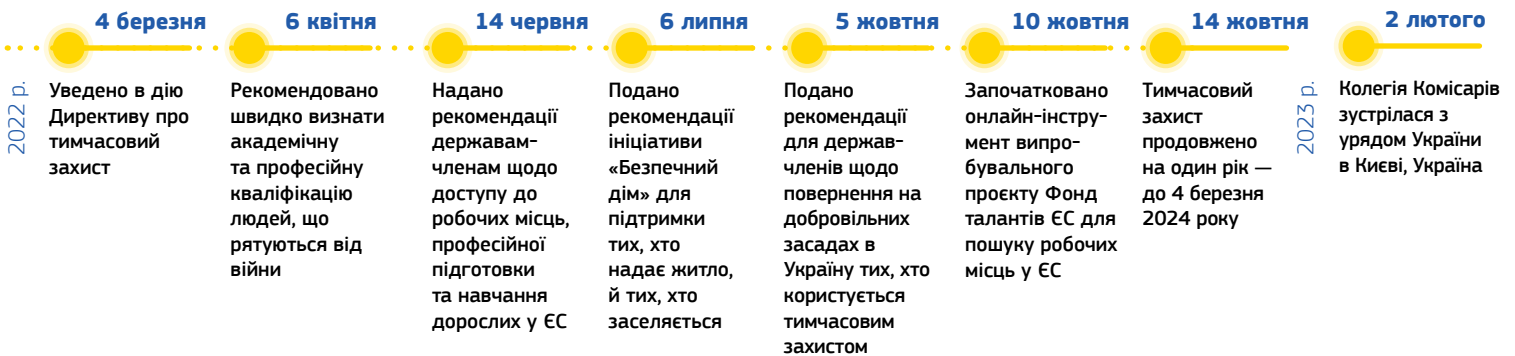 2022 р.
4 березня
Уведено в дію
Директиву про
тимчасовий
захист
6 квітня
Рекомендовано
швидко визнати
академічну
та професійну
кваліфікацію
людей, що
рятуються від
війни
14 червня
Надано
рекомендації
державам-
членам щодо
доступу до
робочих місць,
професійної
підготовки
та навчання
дорослих у ЄС
6 липня
Подано
рекомендації
ініціативи
«Безпечний
дім» для
підтримки
тих, хто
надає житло,
й тих, хто
заселяється
5 жовтня
Подано
рекомендації
для держав-
членів щодо
повернення на
добровільних
засадах в
Україну тих, хто
користується
тимчасовим
захистом
10 жовтня
Започатковано
онлайн-інстру-
мент випро-
бувального
проєкту Фонд
талантів ЄС для
пошуку робочих
місць у ЄС
14 жовтня
Тимчасовий
захист
продовжено
на один рік —
до 4 березня
2024 року
2023 р.
2 лютого
Колегія Комісарів
зустрілася з
урядом України
в Києві, Україна